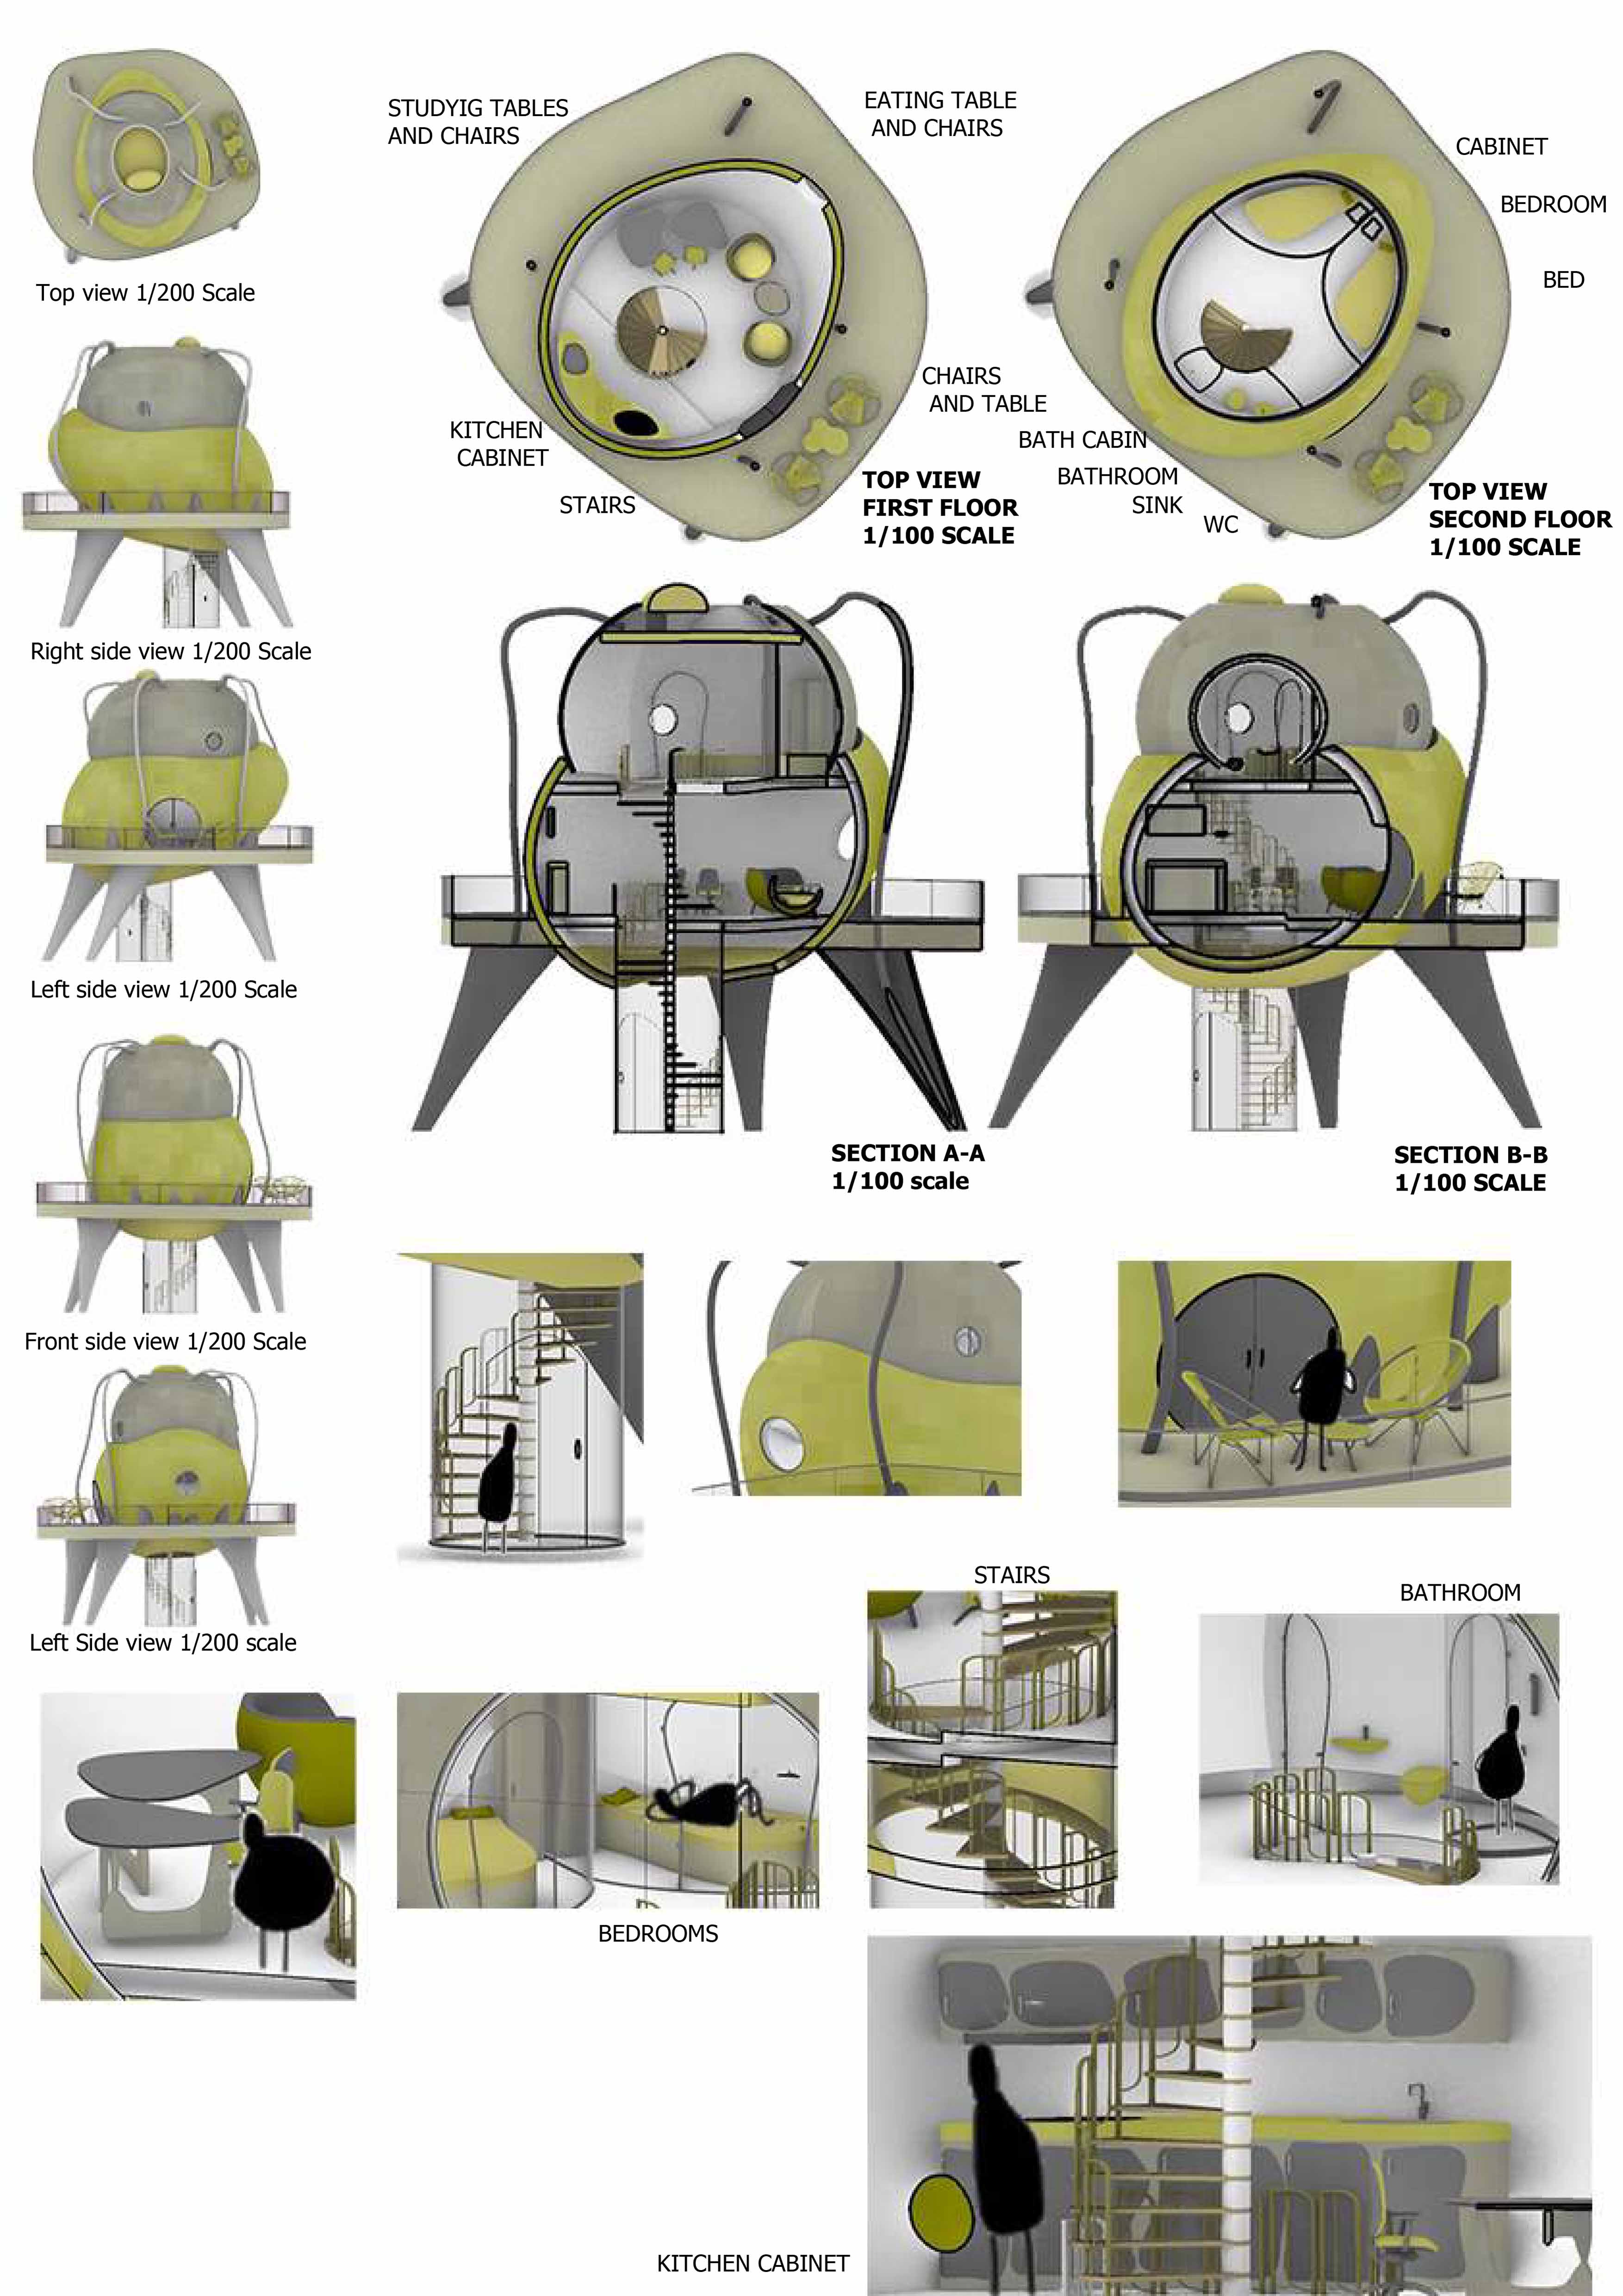 STUDYIG TABLES
AND CHAIRS
EATING TABLE
AND CHAIRS
CABINET
BEDROOM
BED
Top view 1/200 Scale
CHAIRS
AND TABLE
KITCHEN
CABINET
STAIRS
TOP VIEW
FIRST FLOOR
1/100 SCALE
BATH CABIN
BATHROOM
SINK
WC
TOP VIEW
SECOND FLOOR
1/100 SCALE
Right side view 1/200 Scale
Left side view 1/200 Scale
SECTION A-A
1/100 scale
SECTION B-B
1/100 SCALE
Front side view 1/200 Scale
Left Side view 1/200 scale
STAIRS
BATHROOM
BEDROOMS
KITCHEN CABINET